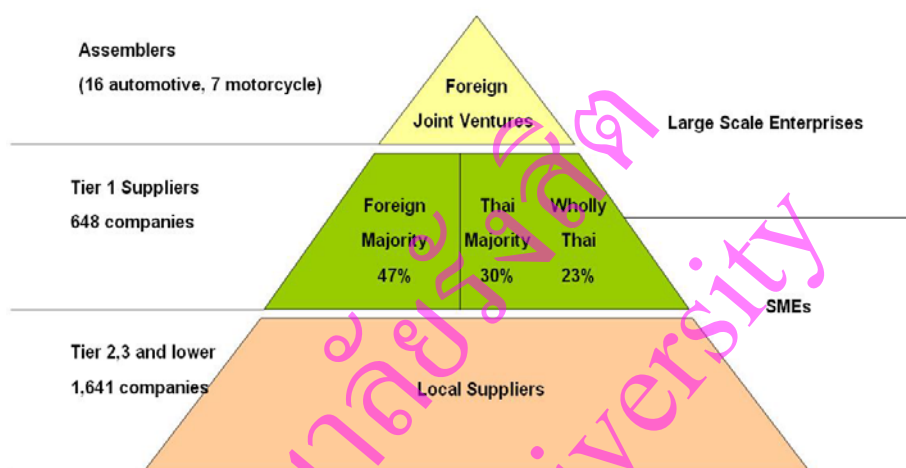 Assemblers
(16 automotive, 7 motorcycle)
Foreign
Joint Ventures
Large Scale Enterprises
Tier 1 Suppliers
648 companies
Foreign
Majority
47%
Thai
Majority
30%
Wholly
Thai
23%
SMEs
Tier 2,3 and lower
1,641 companies
Local Suppliers